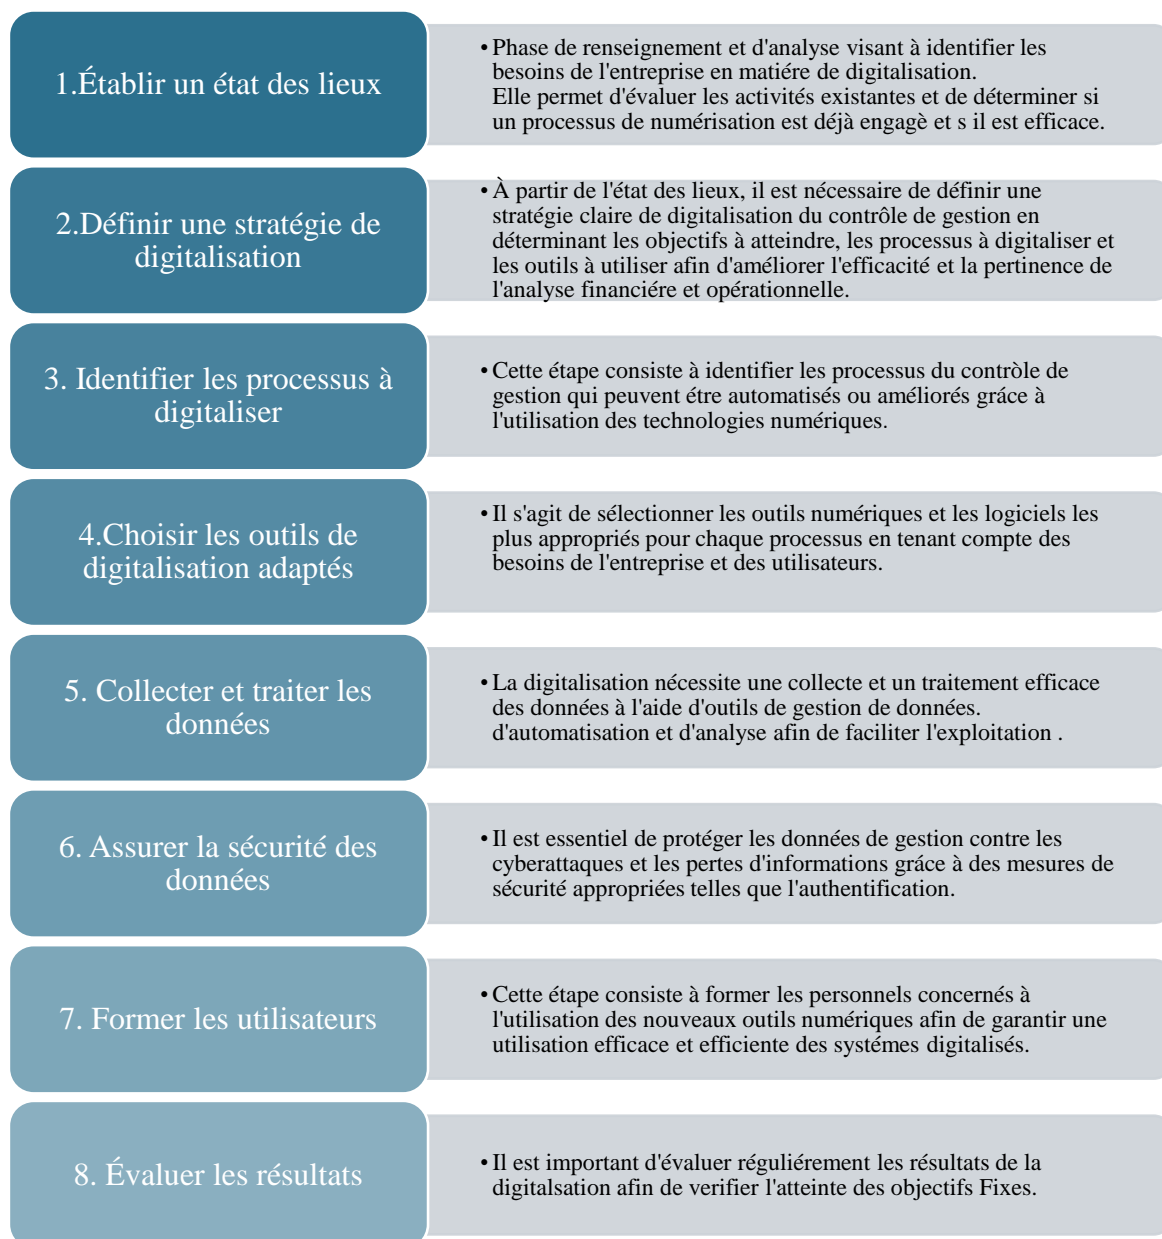 1.Établir un état des lieux
• Phase de renseignement et d'analyse visant à identifier les
besoins de l'entreprise en matiére de digitalisation.
Elle permet d'évaluer les activités existantes et de déterminer si
un processus de numérisation est déjà engagè et s il est efficace.
2.Définir une stratégie de
digitalisation
• À partir de l'état des lieux, il est nécessaire de définir une
stratégie claire de digitalisation du contrôle de gestion en
déterminant les objectifs à atteindre, les processus à digitaliser et
les outils à utiliser afin d'améliorer l'efficacité et la pertinence de
l'analyse financiére et opérationnelle.
3. Identifier les processus à
digitaliser
• Cette étape consiste à identifier les processus du contròle de
gestion qui peuvent étre automatisés ou améliorés gráce à
l'utilisation des technologies numériques.
4.Choisir les outils de
digitalisation adaptés
• Il s'agit de sélectionner les outils numériques et les logiciels les
plus appropriés pour chaque processus en tenant compte des
besoins de l'entreprise et des utilisateurs.
5. Collecter et traiter les
données
• La digitalisation nécessite une collecte et un traitement efficace
des données à l'aide d'outils de gestion de données.
d'automatisation et d'analyse afin de faciliter l'exploitation .
6. Assurer la sécurité des
données
• Il est essentiel de protéger les données de gestion contre les
cyberattaques et les pertes d'informations gráce à des mesures de
sécurité appropriées telles que l'authentification.
7. Former les utilisateurs
• Cette étape consiste à former les personnels concernés à
l'utilisation des nouveaux outils numériques afin de garantir une
utilisation efficace et efficiente des systémes digitalisés.
8. Évaluer les résultats
• Il est important d'évaluer réguliérement les résultats de la
digitalsation afin de verifier l'atteinte des objectifs Fixes.